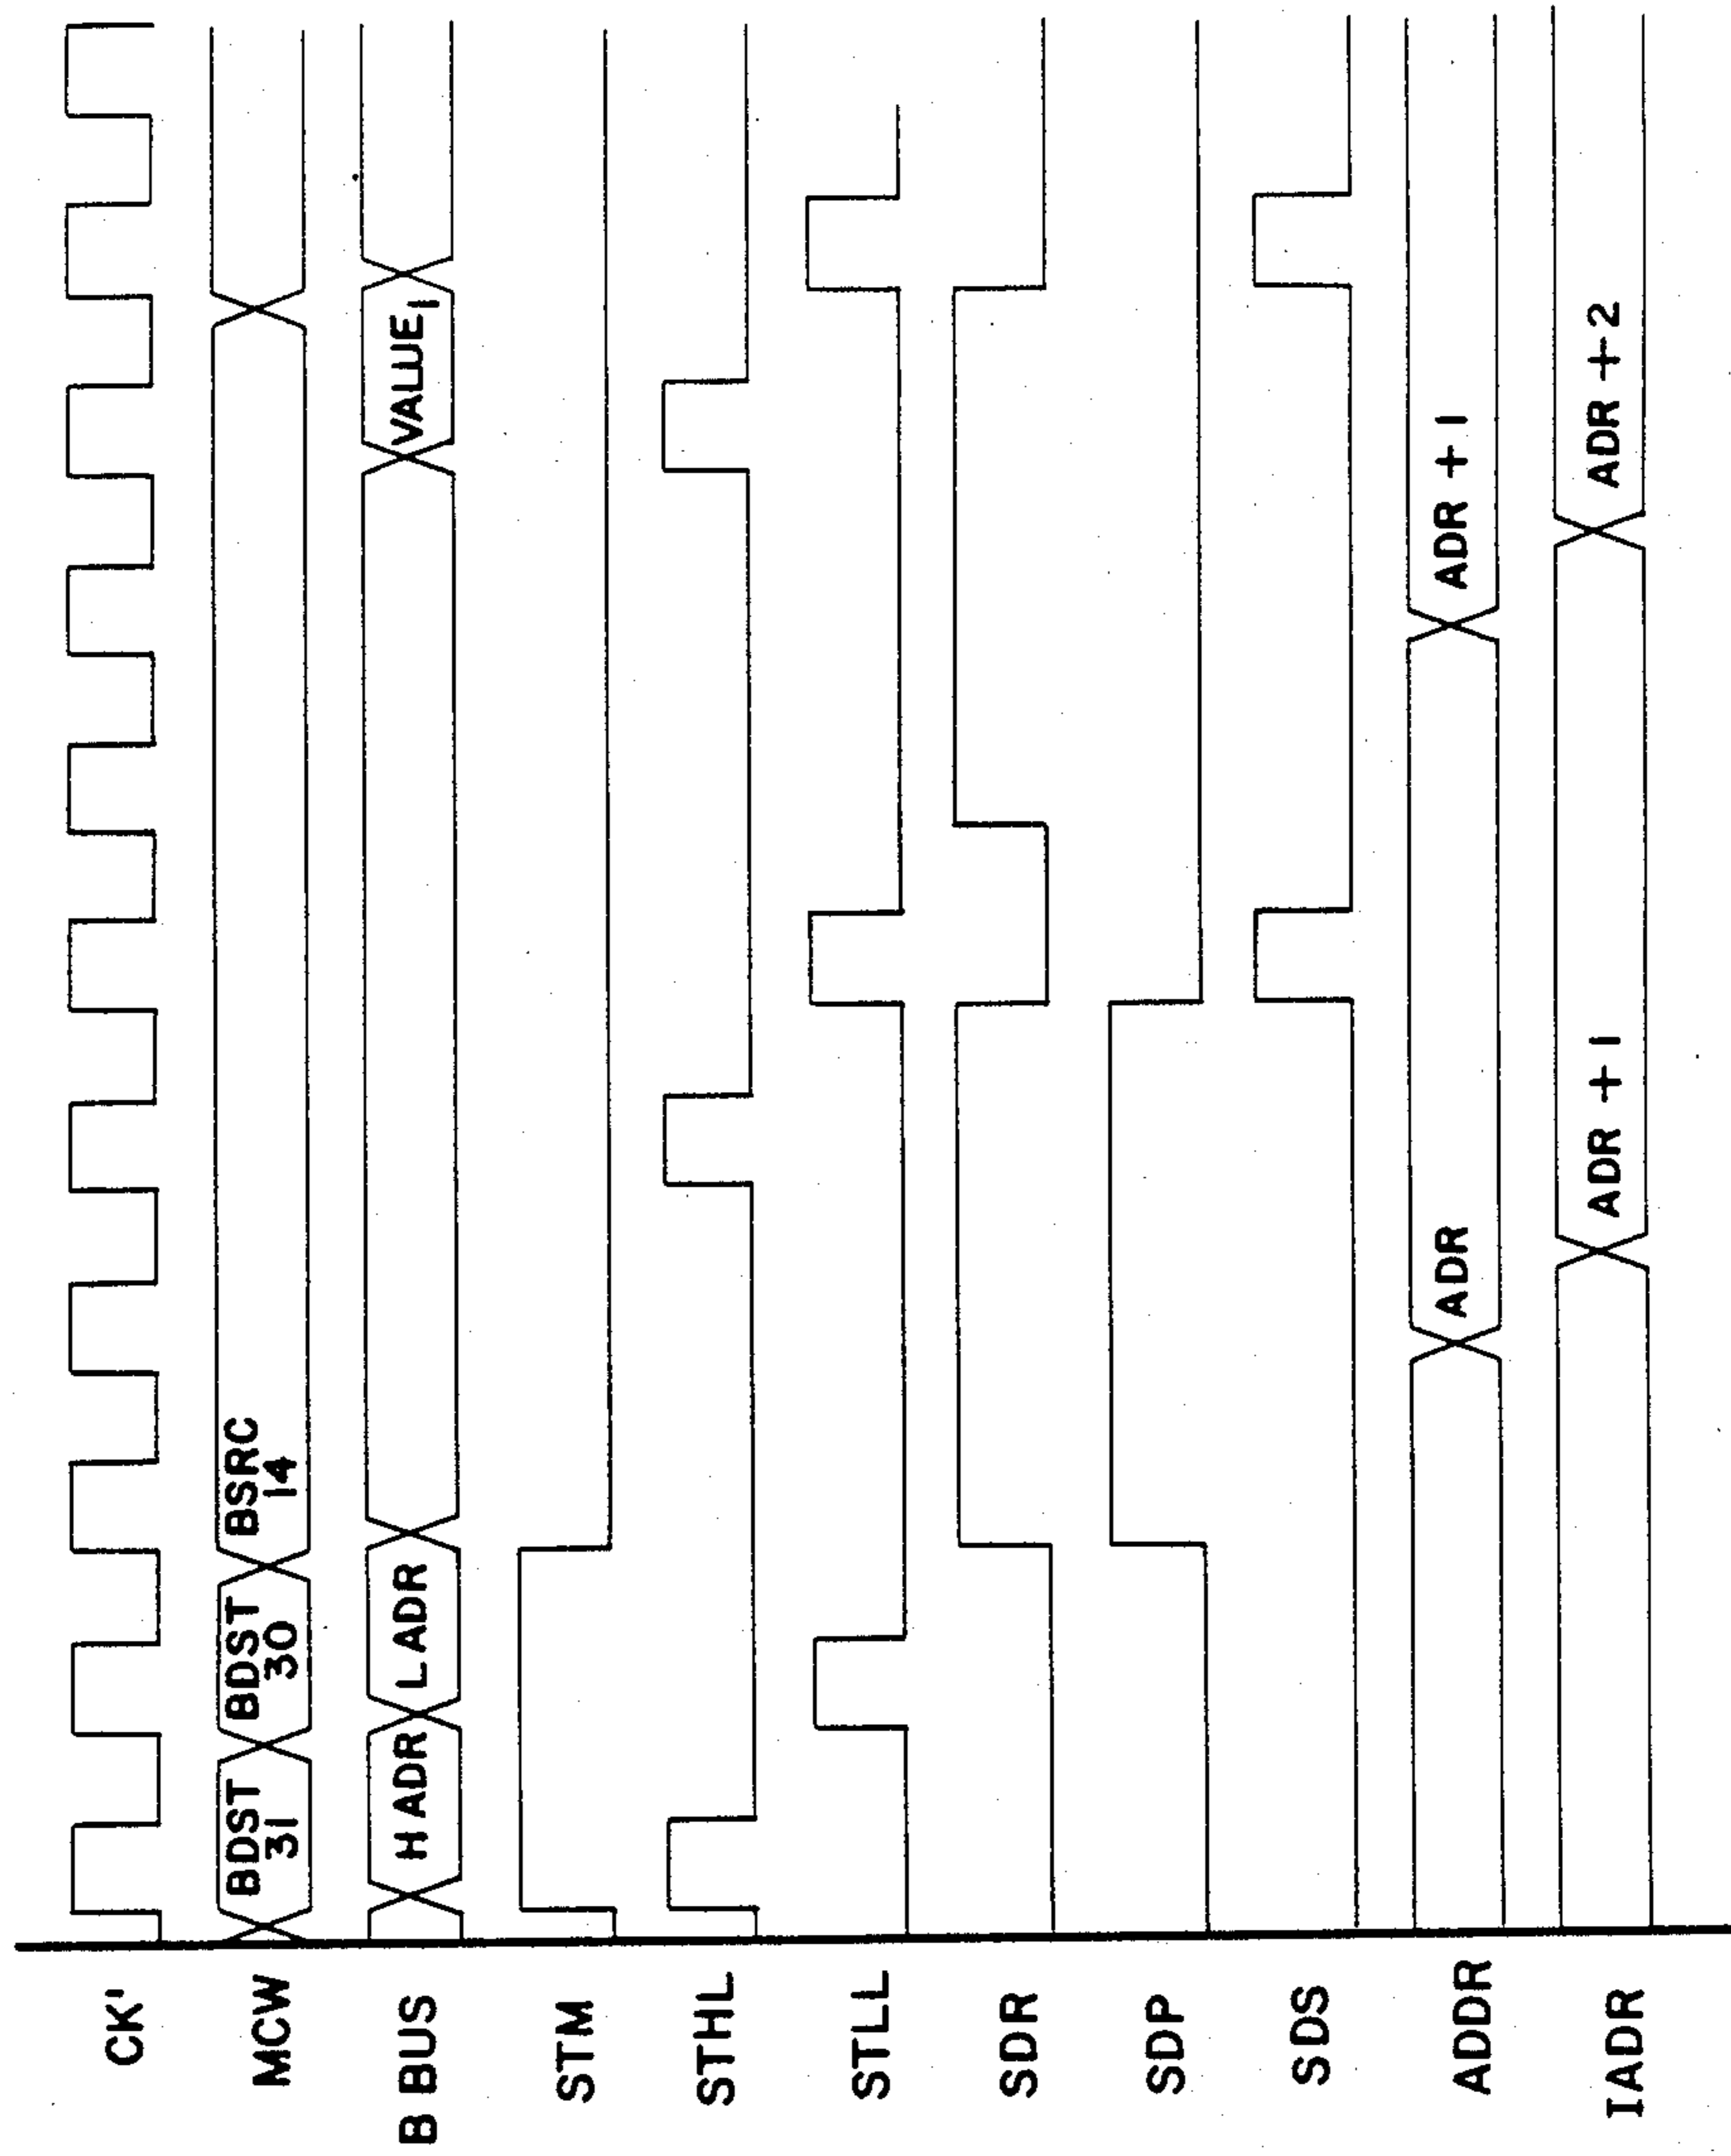 CK'
MCW
BDST
31
BDST
30
BSRC
14
B BUS
H ADR
LADR
VALUE1
STM
STHL
STLL
SDR
SDP
SDS
ADDR
ADR
ADR + 1
IADR
ADR + 1
ADR + 2